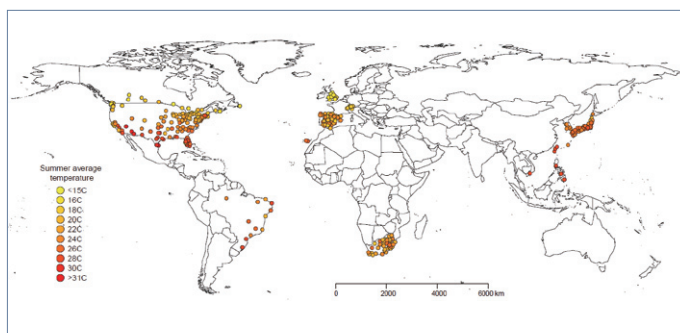 Summer average
temperature
<15C
16C
18C
20C
22C
24C
26C
28C
30C
>31C
0 2000 4000 6000 km